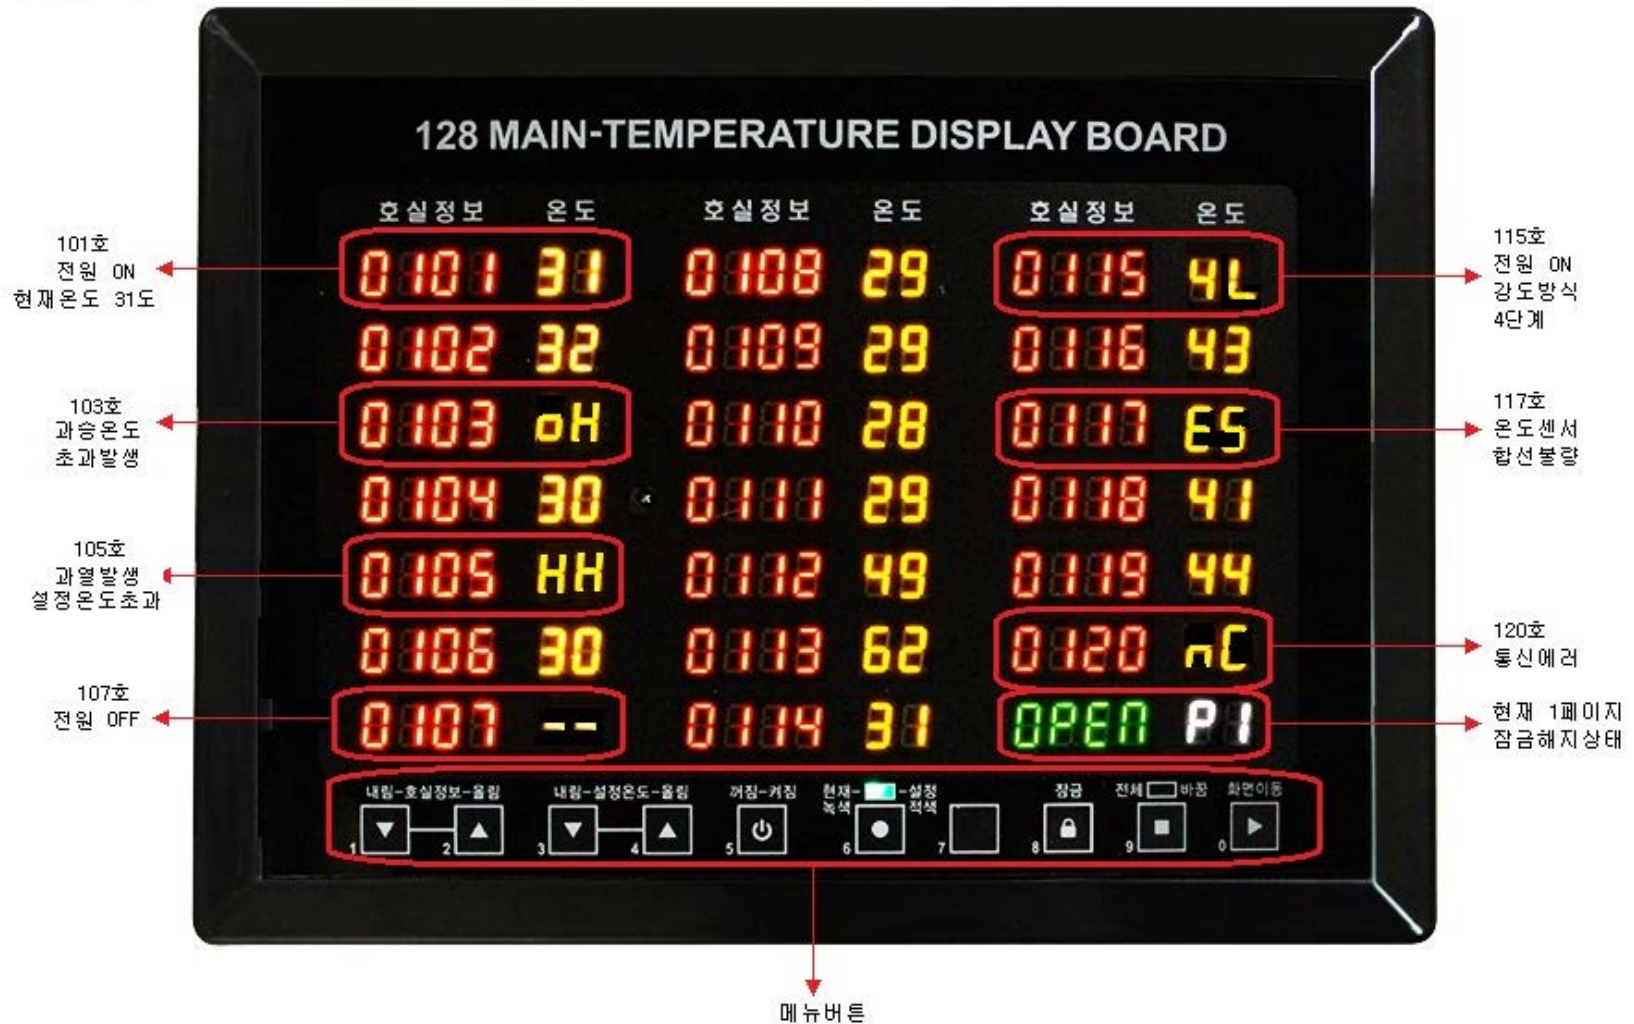 128 MAIN-TEMPERATURE DISPLAY BOARD
호실정보 온도 호실정보 온도 호실정보 온도
0101 31 0108 29 0115 4L
0102 32 0109 29 0116 43
0103 oH 0110 28 0117 ES
0104 30 0111 29 0118 41
0105 HH 0112 49 0119 44
0106 30 0113 62 0120 nC
0107 -- 0114 31 OPEN P1
내림-호실정보-올림 내림-설정온도-올림 꺼짐-켜짐 현재- -설정 잠금 전체 바꿈 화면이동
녹색 적색
1 2 3 4 5 6 7 8 9 0
101호
전원 ON
현재온도 31도
103호
과승온도
초과발생
105호
과열발생
설정온도초과
107호
전원 OFF
115호
전원 ON
강도방식
4단계
117호
온도센서
합선불량
120호
통신에러
현재 1페이지
잠금해지상태
메뉴버튼